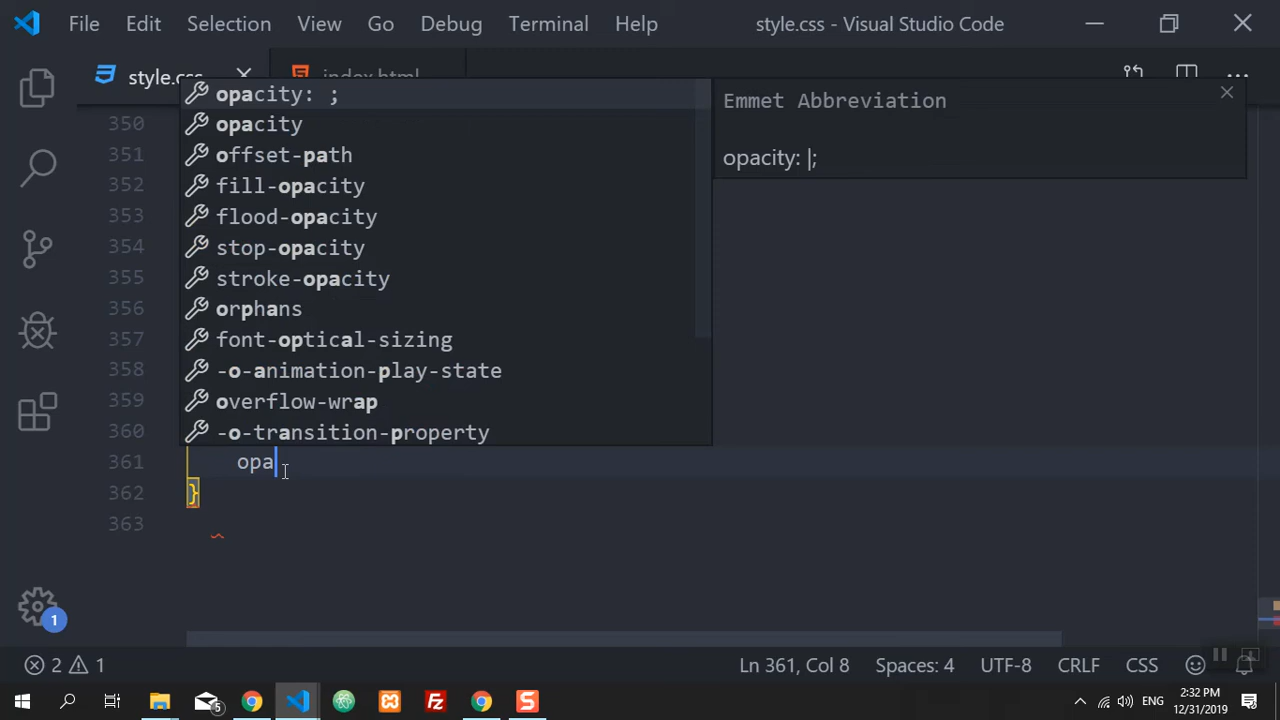 File Edit Selection View Go Debug Terminal Help style.css - Visual Studio Code
style.css index.html
opacity: ;
Emmet Abbreviation
350 opacity
351 offset-path
opacity: |;
352 fill-opacity
353 flood-opacity
354 stop-opacity
355 stroke-opacity
356 orphans
357 font-optical-sizing
358 -o-animation-play-state
359 overflow-wrap
360 -o-transition-property
361 opa
362 }
363
1
2 1 Ln 361, Col 8 Spaces: 4 UTF-8 CRLF CSS
5 ENG 2:32 PM
12/31/2019